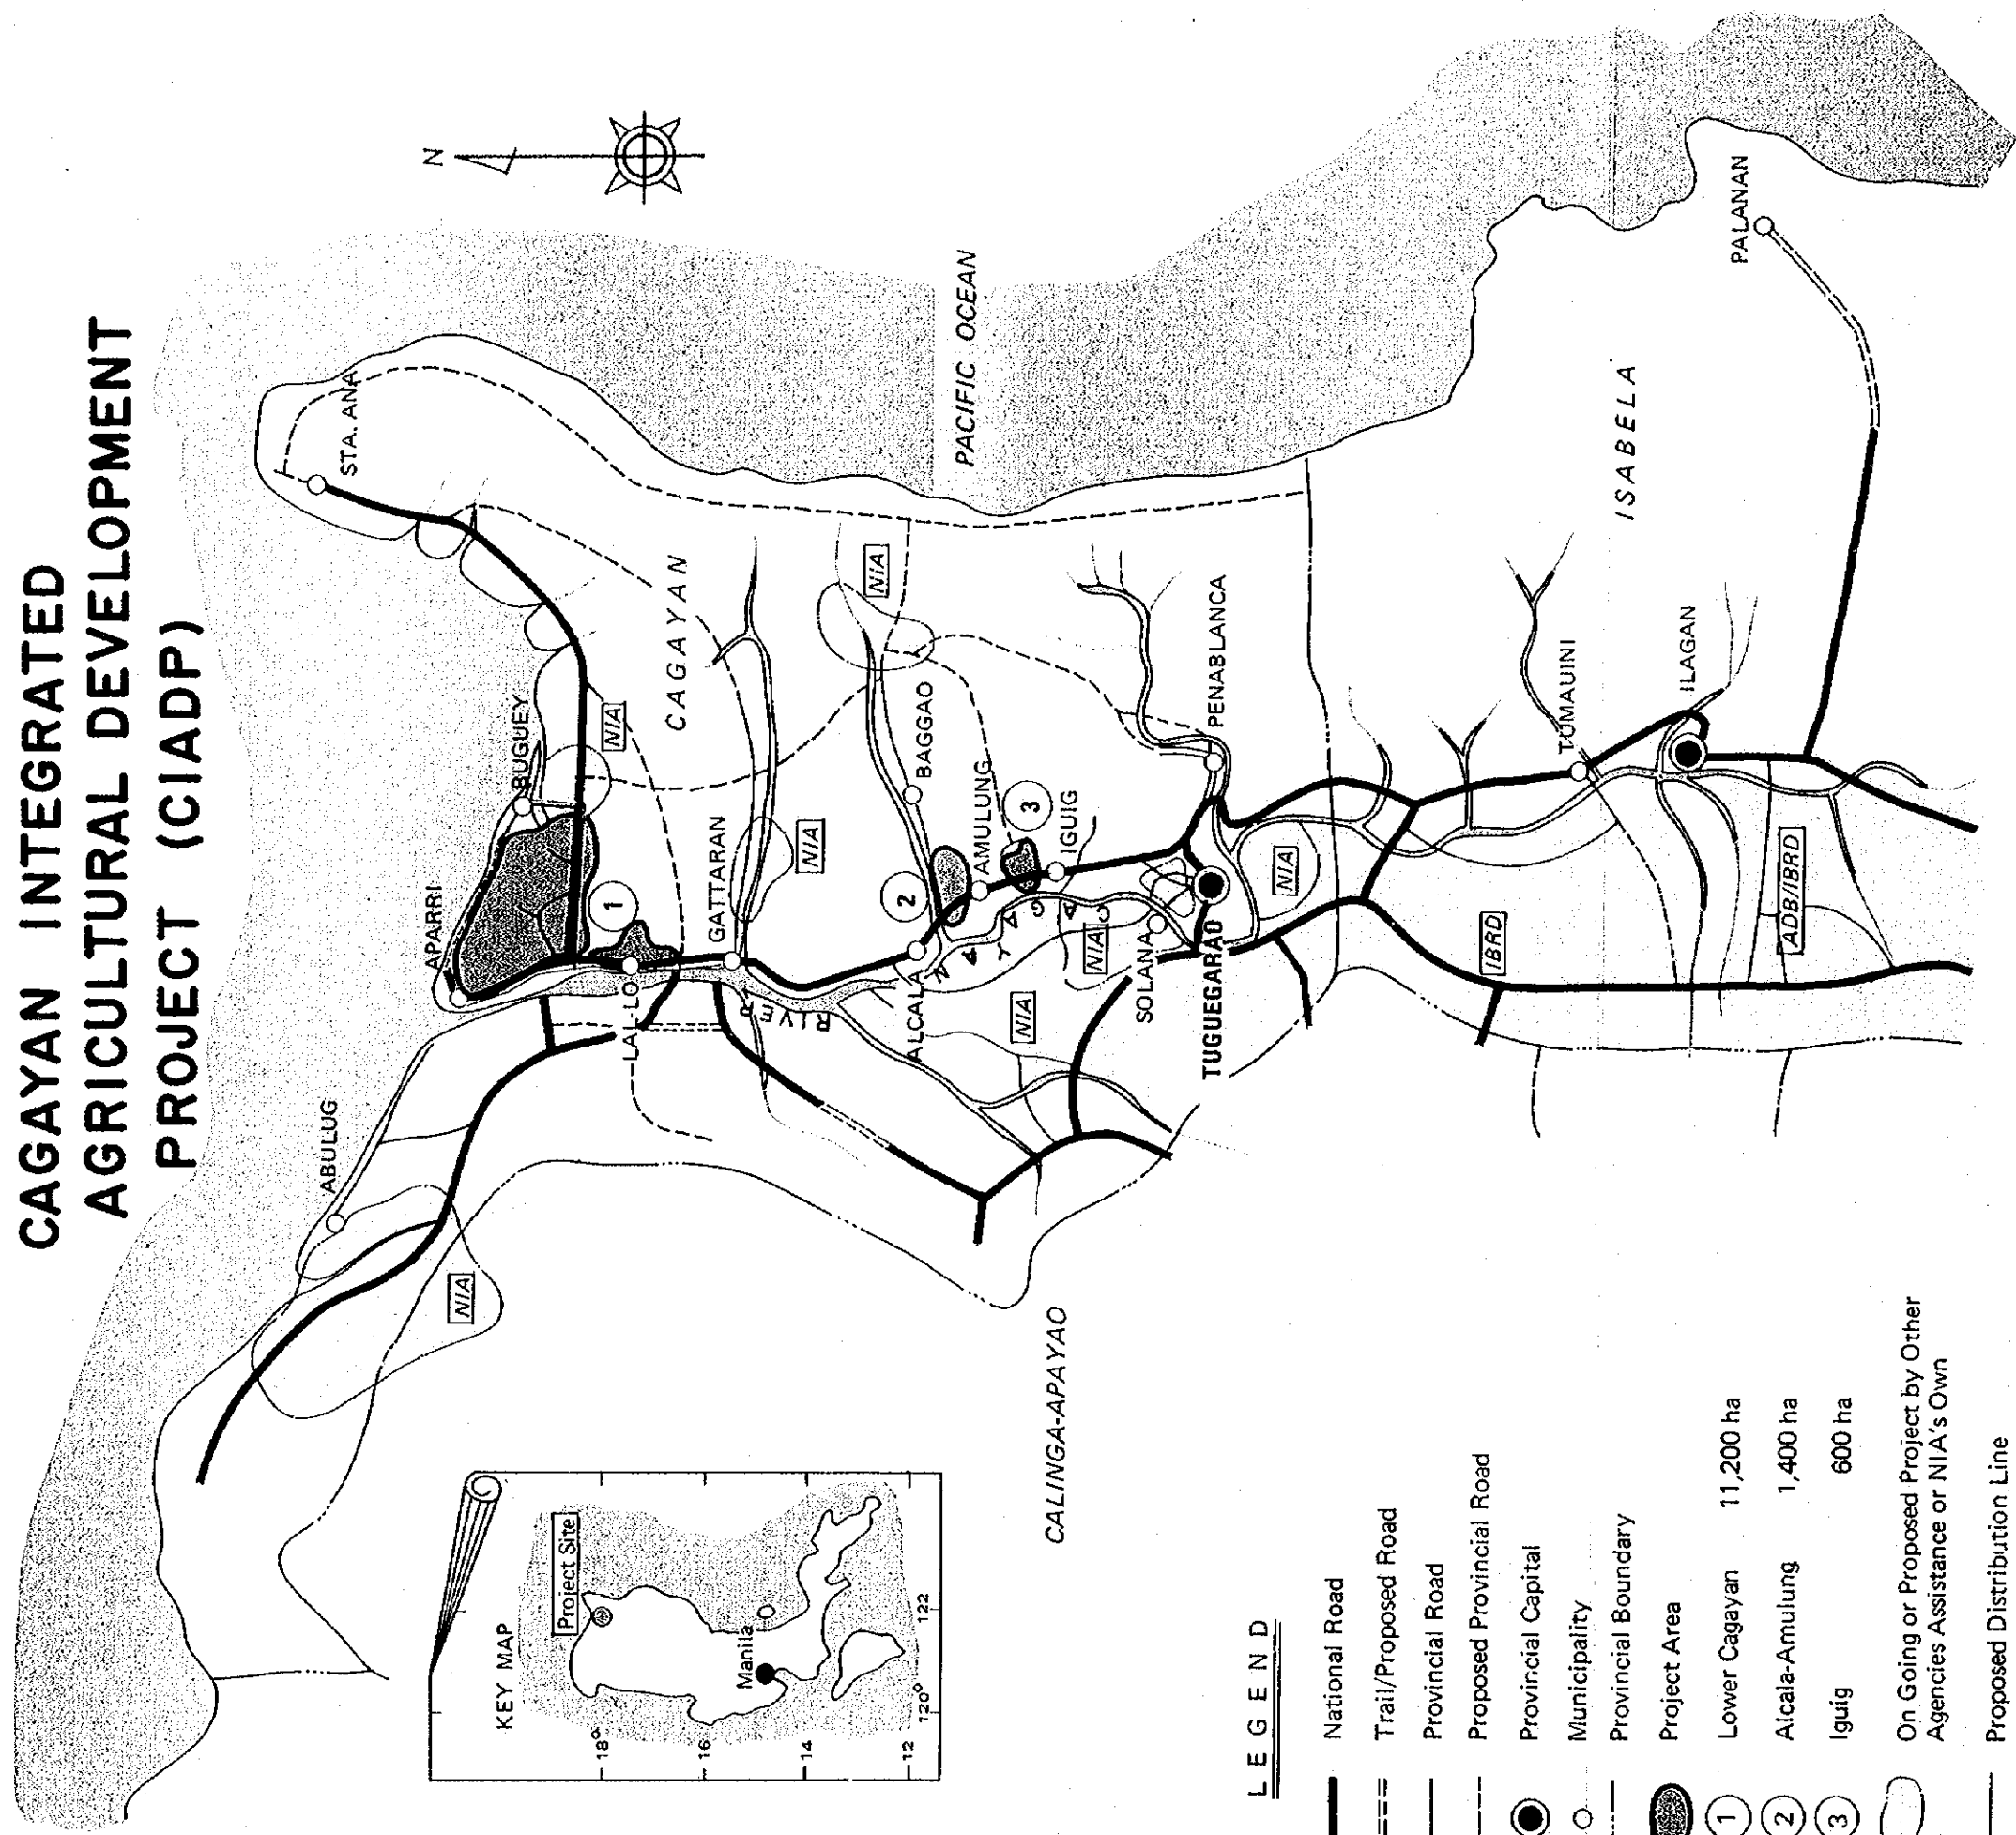 CAGAYAN INTEGRATED
AGRICULTURAL DEVELOPMENT
PROJECT (CIADP)
N
STA. ANA
ABULUG
APARRI
BUGUEY
NIA
NIA
CAGAYAN
1
LAL-LO
GATTARAN
NIA
NIA
RIVER
PACIFIC OCEAN
2
BAGGAO
ALCALA
AMULUNG
3
IGUIG
CAGAYAN
NIA
NIA
SOLANA
PENABLANCA
TUGUEGARAO
NIA
CALINGA-APAYAO
ISABELA
PALANAN
TUMAUINI
ILAGAN
IBRD
ADB/IBRD
KEY MAP
Project Site
Manila
18°
16
14
12
120°
122
LEGEND
National Road
Trail/Proposed Road
Provincial Road
Proposed Provincial Road
Provincial Capital
Municipality
Provincial Boundary
Project Area
1 Lower Cagayan 11,200 ha
2 Alcala-Amulung 1,400 ha
3 Iguig 600 ha
On Going or Proposed Project by Other
Agencies Assistance or NIA's Own
Proposed Distribution Line